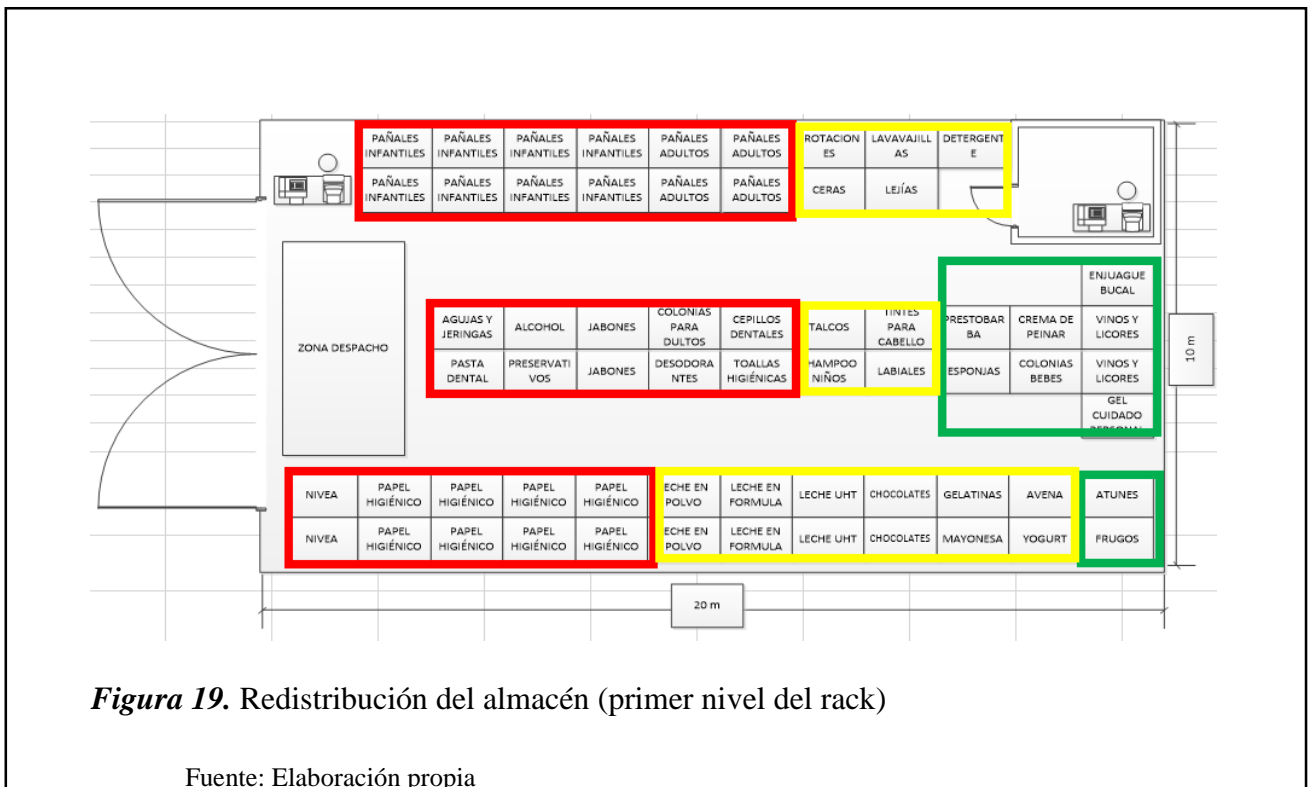 PAÑALES INFANTILES
PAÑALES INFANTILES
PAÑALES INFANTILES
PAÑALES INFANTILES
PAÑALES ADULTOS
PAÑALES ADULTOS
ROTACION ES
LAVAVAJILL AS
DETERGENT E
PAÑALES INFANTILES
PAÑALES INFANTILES
PAÑALES INFANTILES
PAÑALES INFANTILES
PAÑALES ADULTOS
PAÑALES ADULTOS
CERAS
LEJÍAS
ZONA DESPACHO
ENJUAGUE BUCAL
AGUJAS Y JERINGAS
ALCOHOL
JABONES
COLONIAS PARA DULTOS
CEPILLOS DENTALES
TALCOS
TINTES PARA CABELLO
PRESTOBAR BA
CREMA DE PEINAR
VINOS Y LICORES
PASTA DENTAL
PRESERVATI VOS
JABONES
DESODORA NTES
TOALLAS HIGIÉNICAS
HAMPOO NIÑOS
LABIALES
ESPONJAS
COLONIAS BEBES
VINOS Y LICORES
GEL CUIDADO PERSONAL
10 m
NIVEA
PAPEL HIGIÉNICO
PAPEL HIGIÉNICO
PAPEL HIGIÉNICO
PAPEL HIGIÉNICO
ECHE EN POLVO
LECHE EN FORMULA
LECHE UHT
CHOCOLATES
GELATINAS
AVENA
ATUNES
NIVEA
PAPEL HIGIÉNICO
PAPEL HIGIÉNICO
PAPEL HIGIÉNICO
PAPEL HIGIÉNICO
ECHE EN POLVO
LECHE EN FORMULA
LECHE UHT
CHOCOLATES
MAYONESA
YOGURT
FRUGOS
20 m
Figura 19. Redistribución del almacén (primer nivel del rack)
Fuente: Elaboración propia